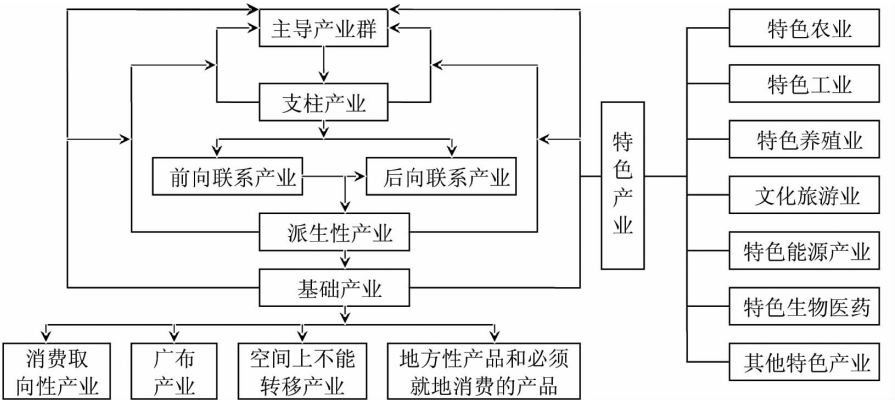 主导产业群
支柱产业
前向联系产业
后向联系产业
派生性产业
基础产业
消费取
向性产业
广布
产业
空间上不能
转移产业
地方性产品和必须
就地消费的产品
特色产业
特色农业
特色工业
特色养殖业
文化旅游业
特色能源产业
特色生物医药
其他特色产业